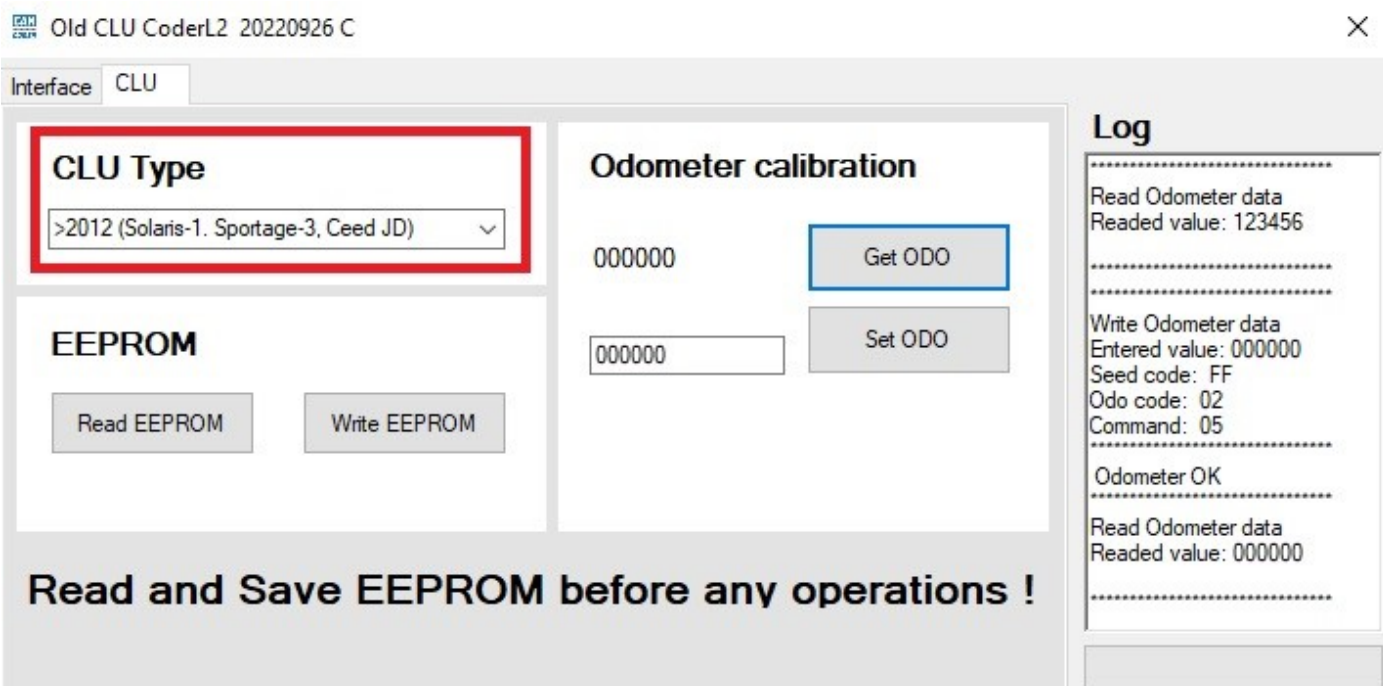 Old CLU CoderL2 20220926 C
Interface
CLU
CLU Type
>2012 (Solaris-1. Sportage-3, Ceed JD)
EEPROM
Read EEPROM
Write EEPROM
Odometer calibration
000000
Get ODO
000000
Set ODO
Read and Save EEPROM before any operations !
Log
*******************************
Read Odometer data
Readed value: 123456
*******************************
*******************************
Write Odometer data
Entered value: 000000
Seed code: FF
Odo code: 02
Command: 05
*******************************
Odometer OK
*******************************
Read Odometer data
Readed value: 000000
*******************************